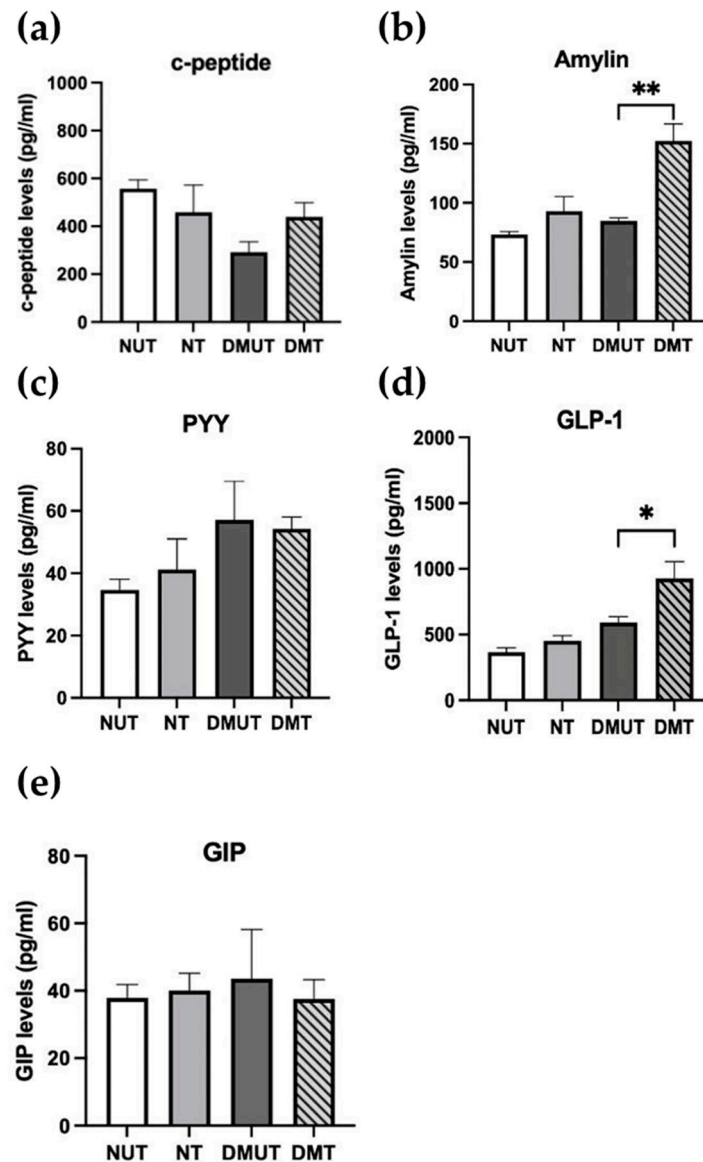 (a)
c-peptide
c-peptide levels (pg//ml)
1000
800
600
400
200
0
NUT NT DMUT DMT
(b)
Amylin
Amylin levels (pg//ml)
200
150
100
50
0
**
NUT NT DMUT DMT
(c)
PYY
PYY levels (pg//ml)
80
60
40
20
0
NUT NT DMUT DMT
(d)
GLP-1
GLP-1 levels (pg/ml)
2000
1500
1000
500
0
*
NUT NT DMUT DMT
(e)
GIP
GIP levels (pg/ml)
80
60
40
20
0
NUT NT DMUT DMT